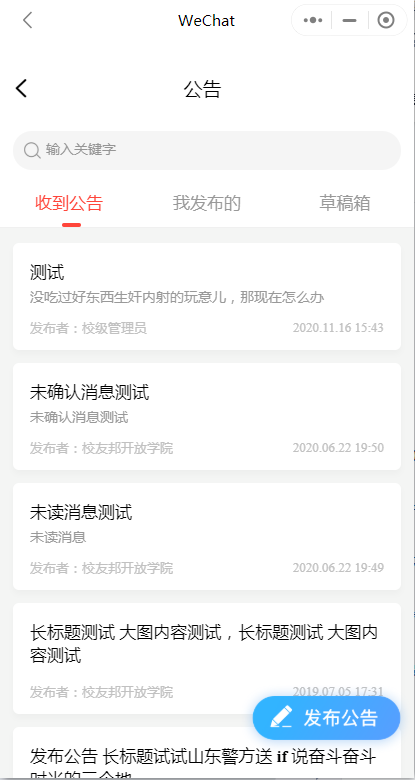 WeChat
公告
输入关键字
收到公告 我发布的 草稿箱
测试
没吃过好东西生奸内射的玩意儿，那现在怎么办
发布者：校级管理员 2020.11.16 15:43
未确认消息测试
未确认消息测试
发布者：校友邦开放学院 2020.06.22 19:50
未读消息测试
未读消息
发布者：校友邦开放学院 2020.06.22 19:49
长标题测试 大图内容测试，长标题测试 大图内
容测试
发布者：校友邦开放学院 2019.07.05 17:31
发布公告
发布公告 长标题试试山东警方送 if 说奋斗奋斗
时光的三个地